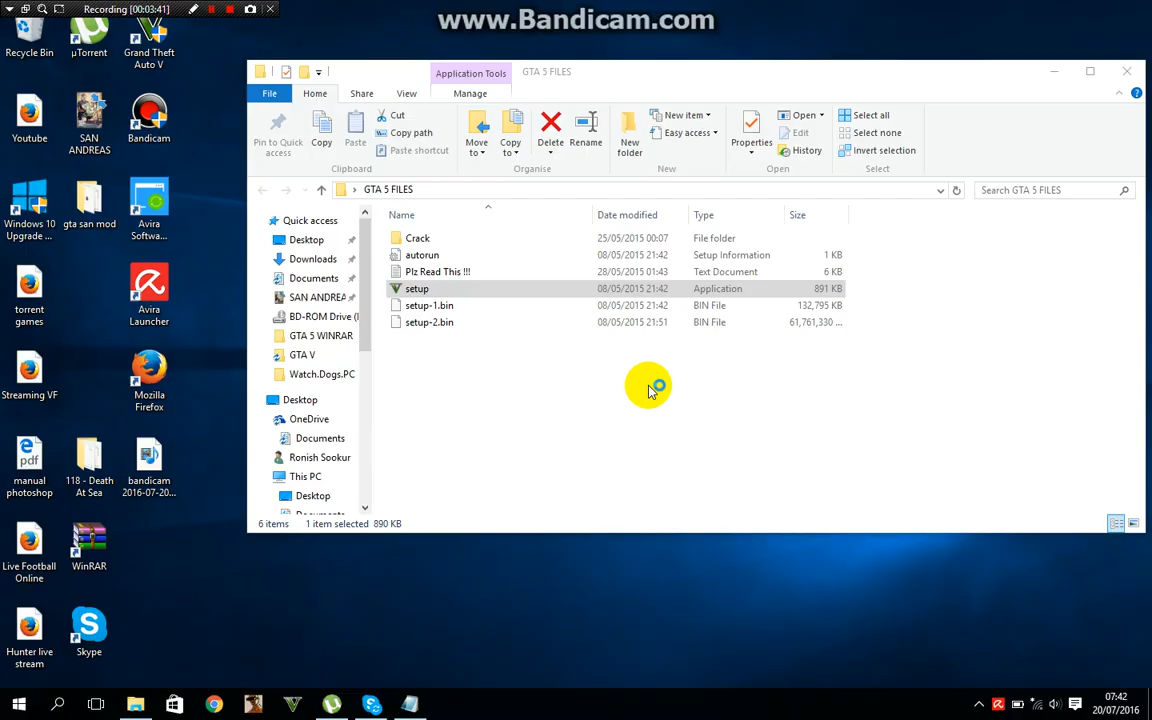 Recording [00:03:41]
www.Bandicam.com
Recycle Bin
µTorrent
Grand Theft
Auto V
Youtube
SAN
ANDREAS
Bandicam
Windows 10
Upgrade ...
gta san mod
Avira
Softwa...
torrent
games
Avira
Launcher
Streaming VF
Mozilla
Firefox
pdf
manual
photoshop
118 - Death
At Sea
bandicam
2016-07-20...
Live Football
Online
WinRAR
Hunter live
stream
Skype
Application Tools
GTA 5 FILES
File
Home
Share
View
Manage
Pin to Quick
access
Copy
Paste
Cut
Copy path
Paste shortcut
Clipboard
Move
to
Copy
to
Delete
Rename
Organise
New
folder
New item
Easy access
New
Properties
Open
Edit
History
Open
Select all
Select none
Invert selection
Select
GTA 5 FILES
Search GTA 5 FILES
Name
Date modified
Type
Size
Crack 25/05/2015 00:07 File folder
autorun 08/05/2015 21:42 Setup Information 1 KB
Plz Read This !!! 28/05/2015 01:43 Text Document 6 KB
setup 08/05/2015 21:42 Application 891 KB
setup-1.bin 08/05/2015 21:42 BIN File 132,795 KB
setup-2.bin 08/05/2015 21:51 BIN File 61,761,330 ...
Quick access
Desktop
Downloads
Documents
SAN ANDREA
BD-ROM Drive (
GTA 5 WINRAR
GTA V
Watch.Dogs.PC
Desktop
OneDrive
Documents
Ronish Sookur
This PC
Desktop
6 items 1 item selected 890 KB
07:42
20/07/2016